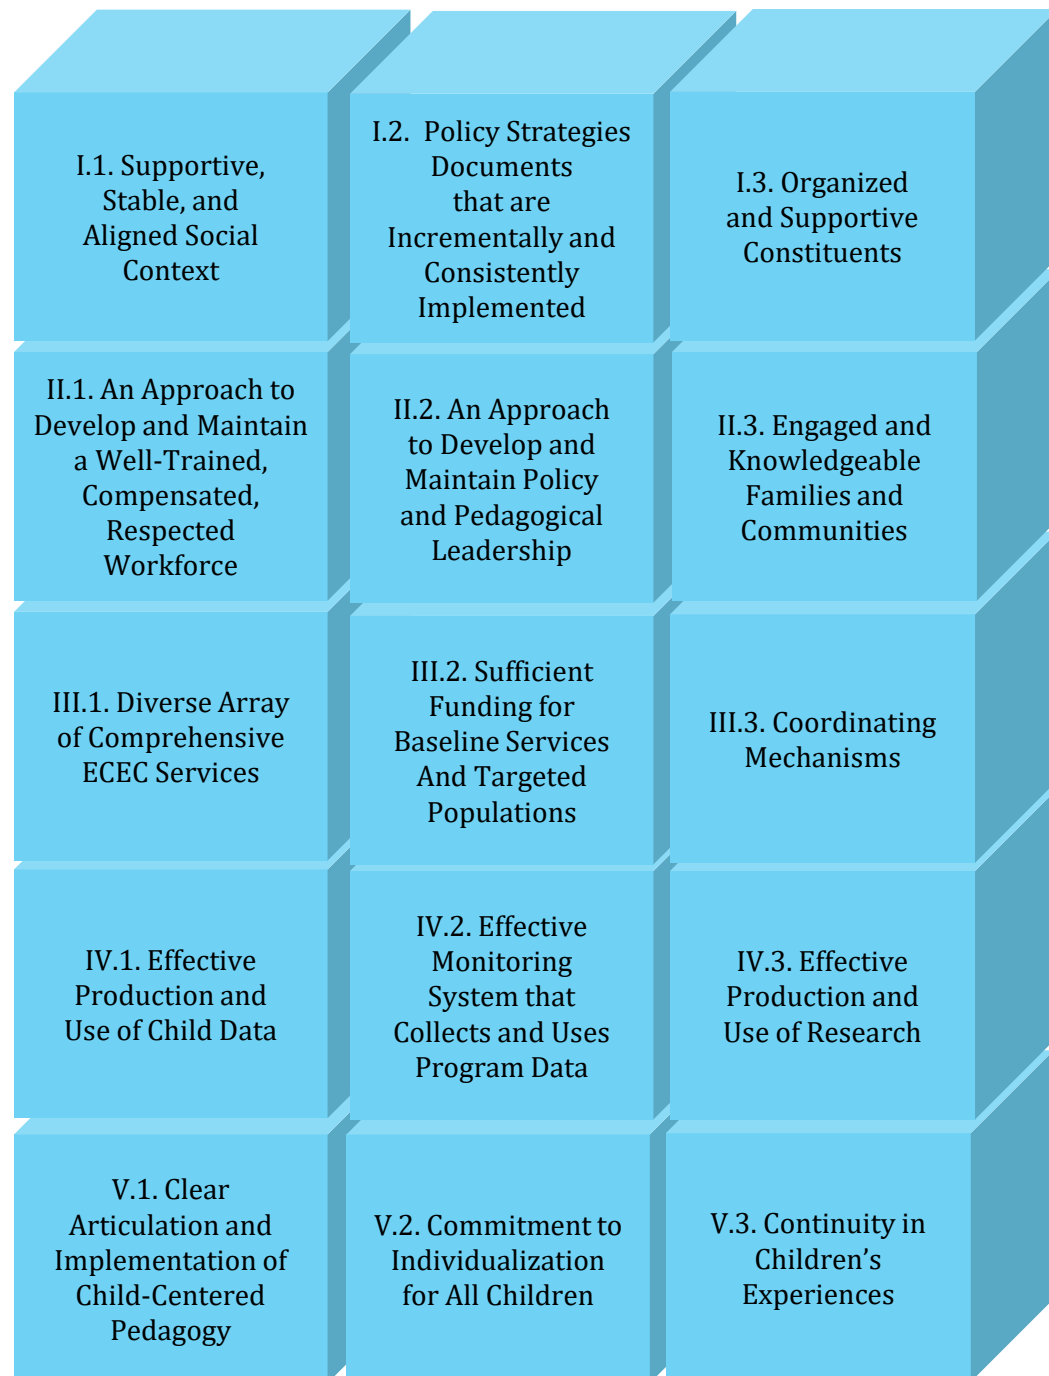 I.1. Supportive,
Stable, and
Aligned Social
Context
I.2.  Policy Strategies
Documents
that are
Incrementally and
Consistently
Implemented
I.3. Organized
and Supportive
Constituents
II.1. An Approach to
Develop and Maintain
a Well-Trained,
Compensated,
Respected
Workforce
II.2. An Approach
to Develop and
Maintain Policy
and Pedagogical
Leadership
II.3. Engaged and
Knowledgeable
Families and
Communities
III.1. Diverse Array
of Comprehensive
ECEC Services
III.2. Sufficient
Funding for
Baseline Services
And Targeted
Populations
III.3. Coordinating
Mechanisms
IV.1. Effective
Production and
Use of Child Data
IV.2. Effective
Monitoring
System that
Collects and Uses
Program Data
IV.3. Effective
Production and
Use of Research
V.1. Clear
Articulation and
Implementation of
Child-Centered
Pedagogy
V.2. Commitment to
Individualization
for All Children
V.3. Continuity in
Children’s
Experiences